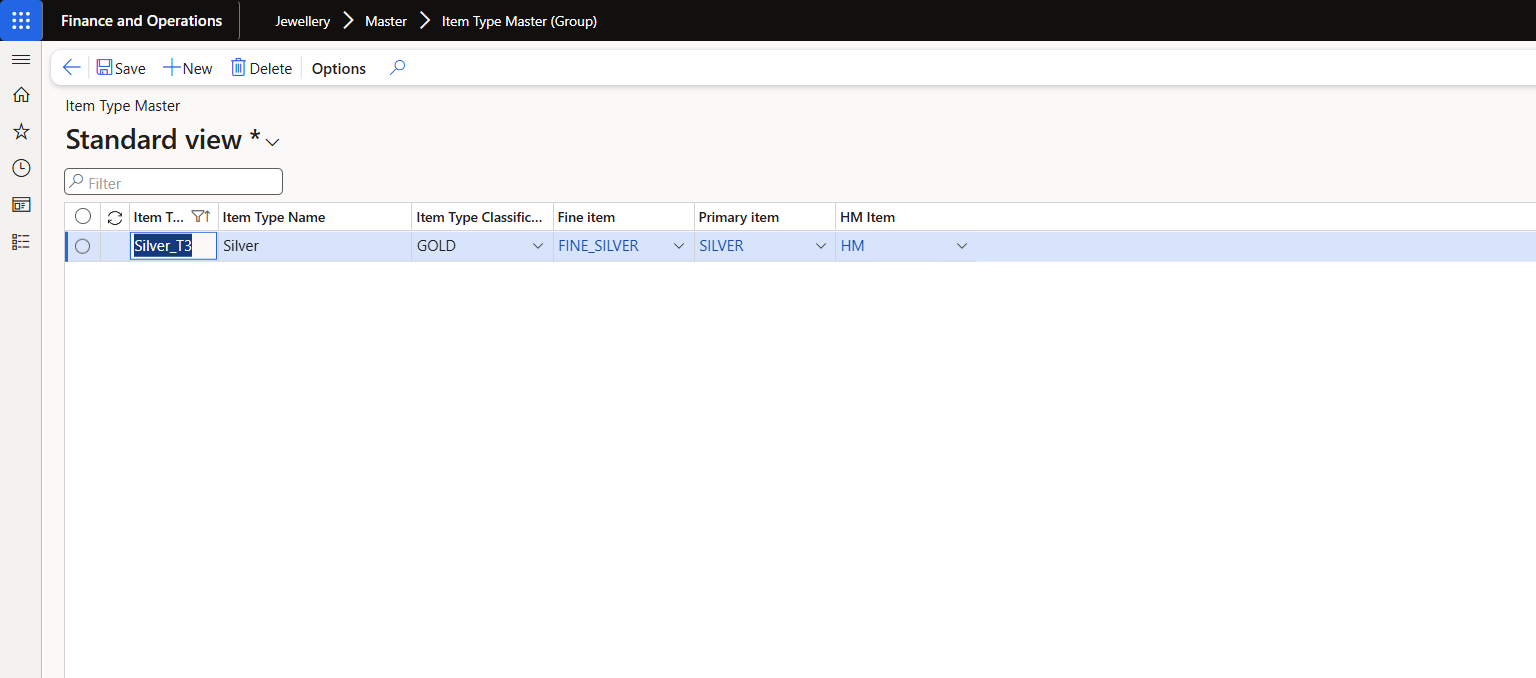 Finance and Operations Jewellery Master Item Type Master (Group)
Save New Delete Options
Item Type Master
Standard view *
Filter
Item T... Item Type Name Item Type Classific... Fine item Primary item HM Item
Silver_T3 Silver GOLD FINE_SILVER SILVER HM